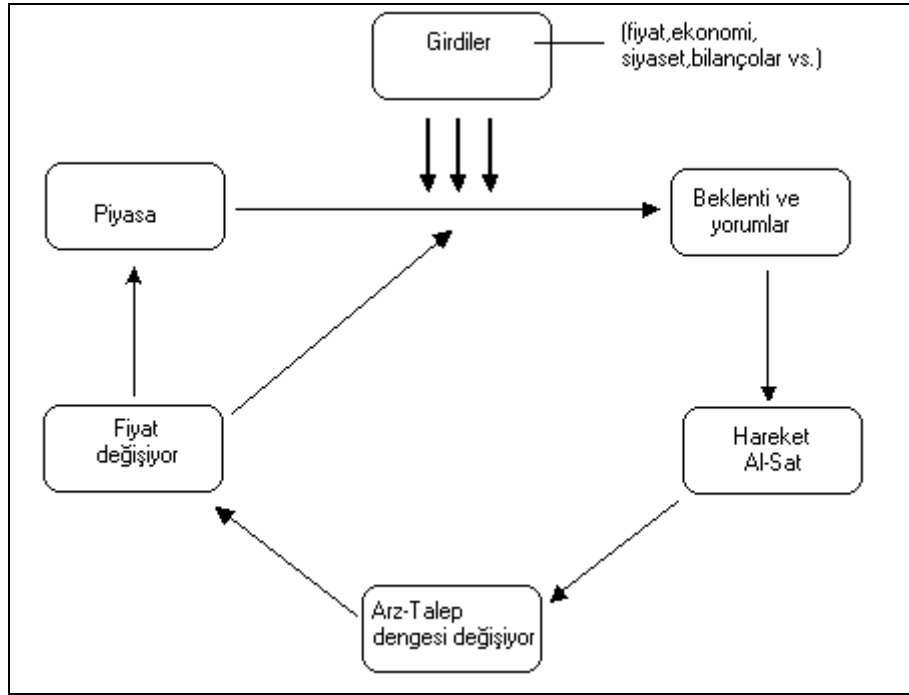 Girdiler
(fiyat,ekonomi,
siyaset,bilançolar vs.)
Piyasa
Beklenti ve
yorumlar
Fiyat
değişiyor
Hareket
Al-Sat
Arz-Talep
dengesi değişiyor